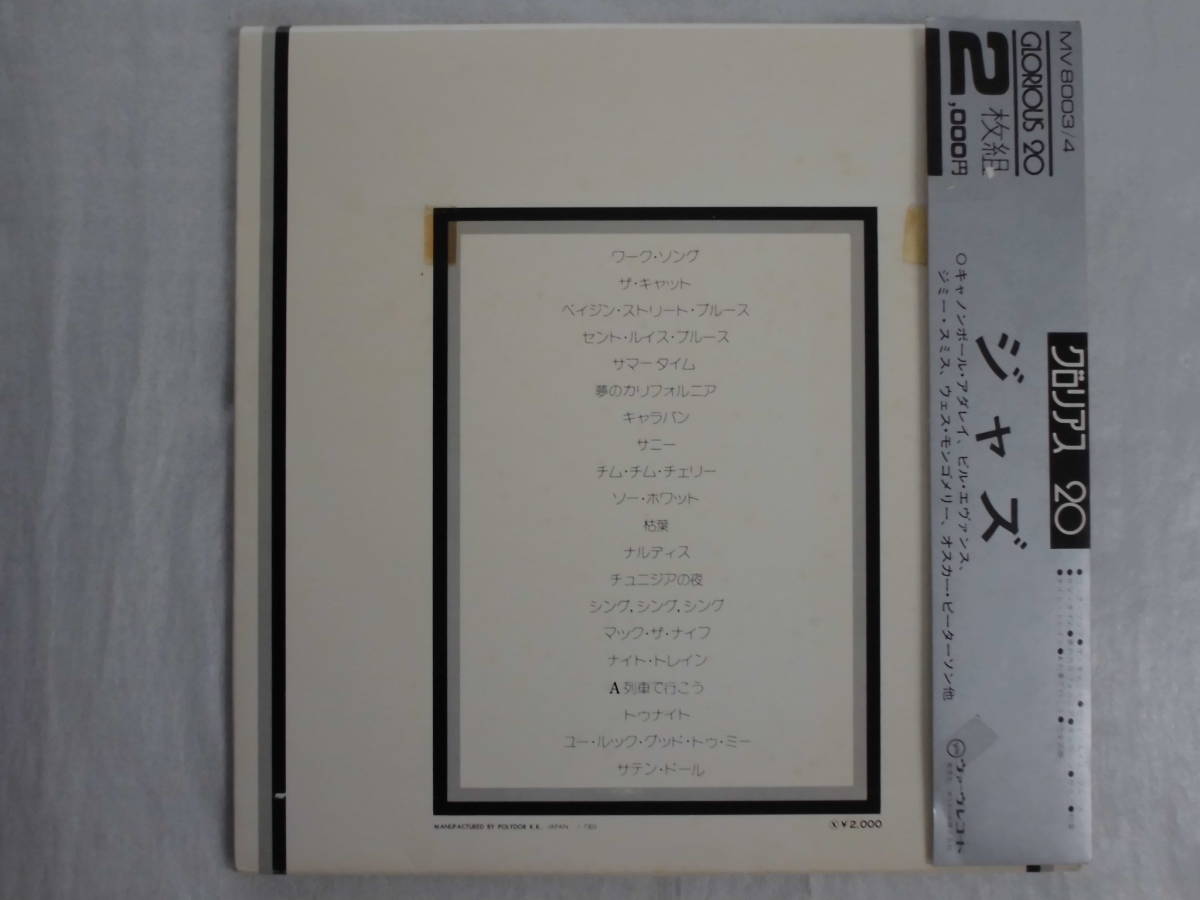 ワーク・ソング
ザ・キャット
ベイジン・ストリート・ブルース
セント・ルイス・ブルース
サマー タイム
夢のカリフォルニア
キャラバン
サニー
チム・チム・チェリー
ソー・ホワット
枯葉
ナルディス
チュニジアの夜
シング,シング,シング
マック・ザ・ナイフ
ナイト・トレイン
A列車で行こう
トゥナイト
ユー・ルック・グッド・トゥ・ミー
サテン・ドール
MANUFACTURED BY POLYDOR K.K. JAPAN
¥2,000
MV8003/4
GLORIOUS 20
2枚組
2,000円
グロリアス 20
ジャズ
○キャノンボール・アダレイ、ビル・エヴァンス、
ジミー・スミス、ウェス・モンゴメリー、オスカー・ピーターソン他
ヴァーヴレコード